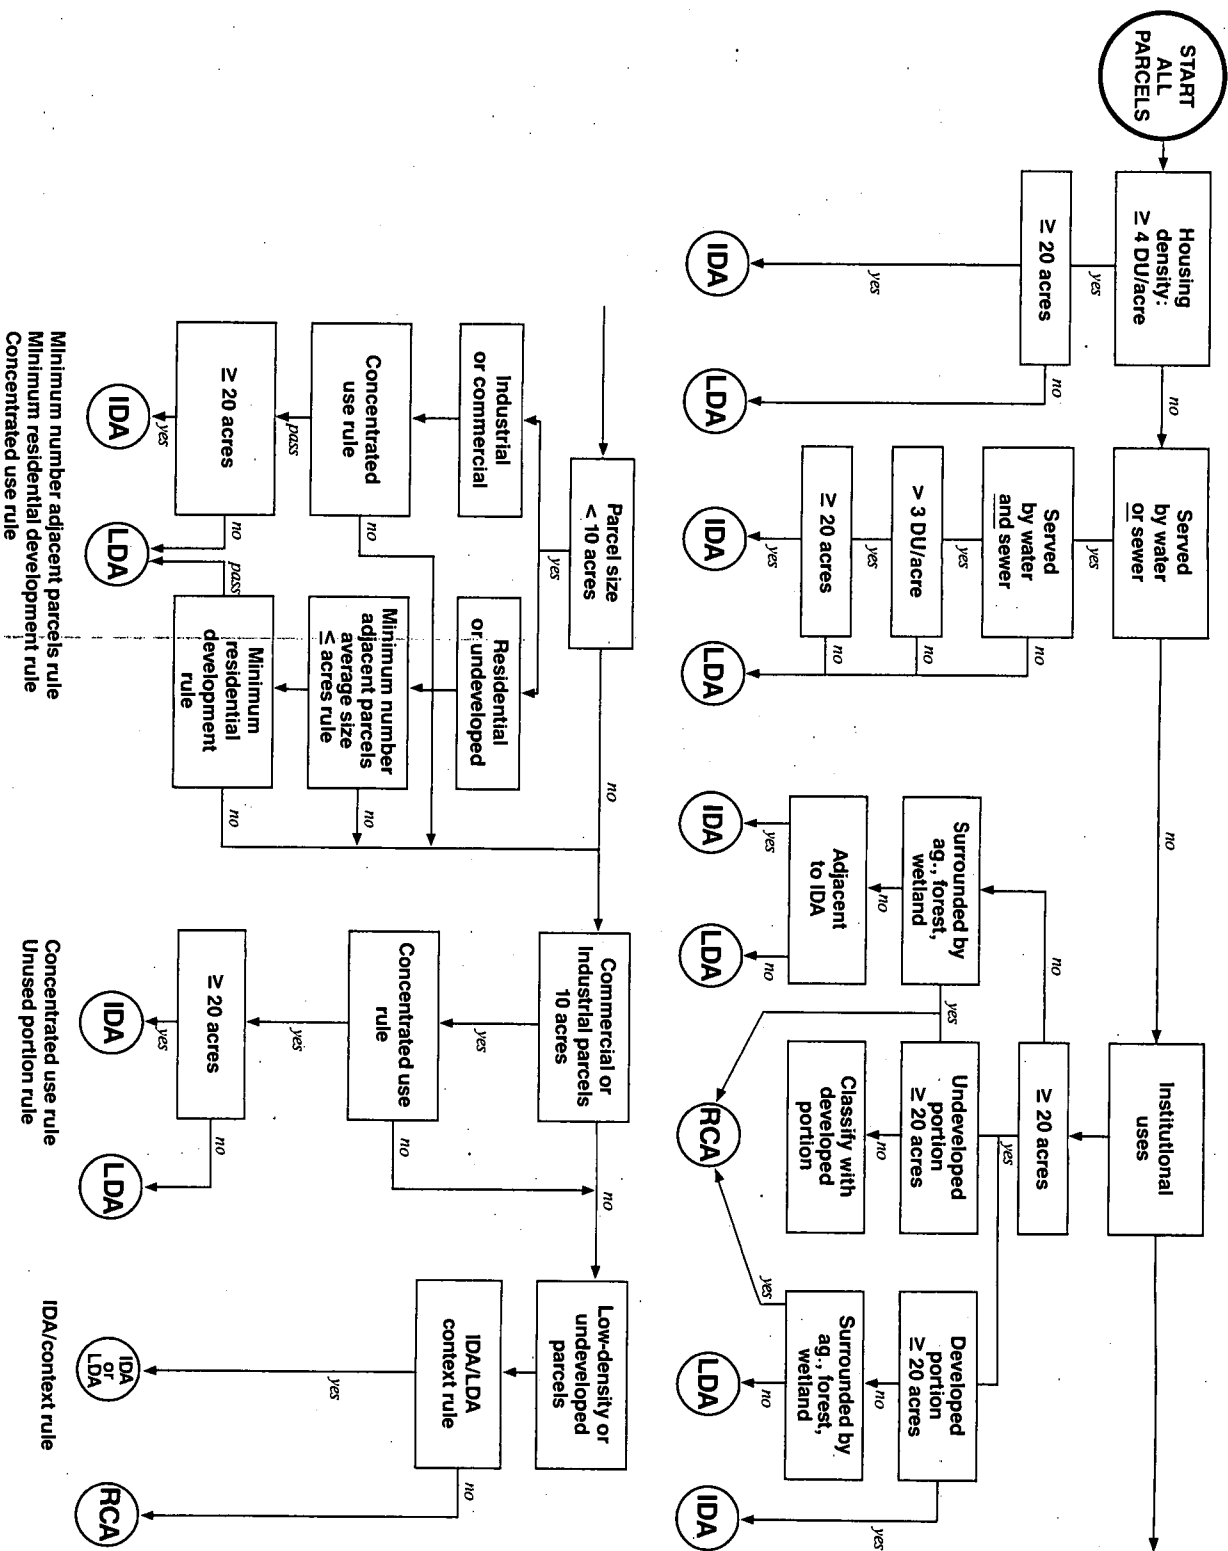 START
ALL
PARCELS
Housing
density:
≥ 4 DU/acre
yes
no
≥ 20 acres
yes
no
IDA
LDA
Served
by water
or sewer
yes
no
Served
by water
and sewer
yes
no
> 3 DU/acre
yes
no
≥ 20 acres
yes
no
IDA
LDA
Institutional
uses
≥ 20 acres
no
yes
Surrounded by
ag., forest,
wetland
no
yes
Adjacent
to IDA
yes
no
IDA
LDA
Undeveloped
portion
≥ 20 acres
no
Classify with
developed
portion
RCA
Developed
portion
≥ 20 acres
no
yes
Surrounded by
ag., forest,
wetland
yes
no
LDA
IDA
Parcel size
< 10 acres
yes
no
Industrial
or commercial
Concentrated
use rule
pass
no
≥ 20 acres
yes
no
IDA
LDA
Residential
or undeveloped
Minimum number
adjacent parcels
average size
≤ acres rule
no
Minimum
residential
development
rule
pass
no
Commercial or
Industrial parcels
10 acres
yes
no
Concentrated use
rule
yes
no
≥ 20 acres
yes
no
IDA
LDA
Low-density or
undeveloped
parcels
IDA/LDA
context rule
yes
no
IDA
or
LDA
RCA
Minimum number adjacent parcels rule
Minimum residential development rule
Concentrated use rule
Concentrated use rule
Unused portion rule
IDA/context rule